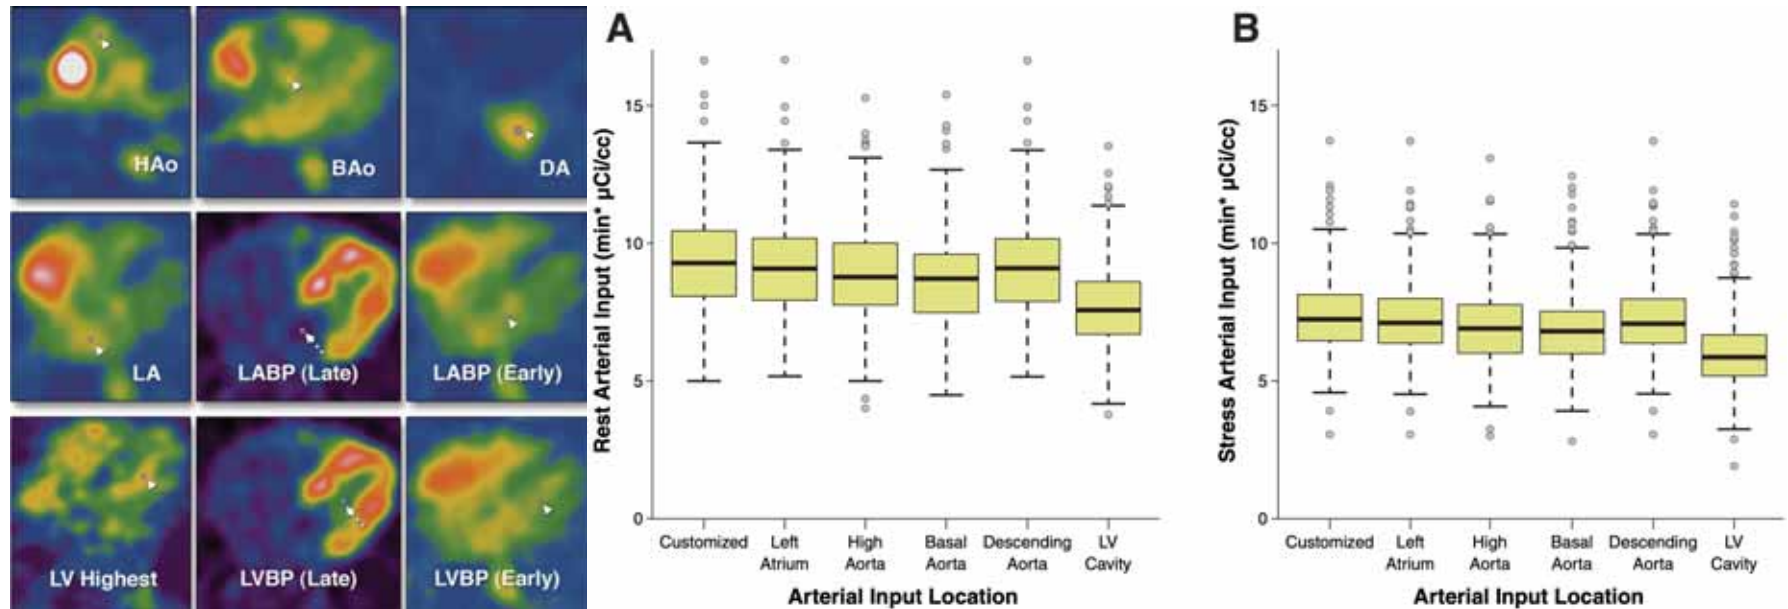 HAo
BAo
DA
LA
LABP (Late)
LABP (Early)
LV Highest
LVBP (Late)
LVBP (Early)
A
Rest Arterial Input (min* µCi/cc)
15
10
5
0
Customized
Left
Atrium
High
Aorta
Basal
Aorta
Descending
Aorta
LV
Cavity
Arterial Input Location
B
Stress Arterial Input (min* µCi/cc)
15
10
5
0
Customized
Left
Atrium
High
Aorta
Basal
Aorta
Descending
Aorta
LV
Cavity
Arterial Input Location